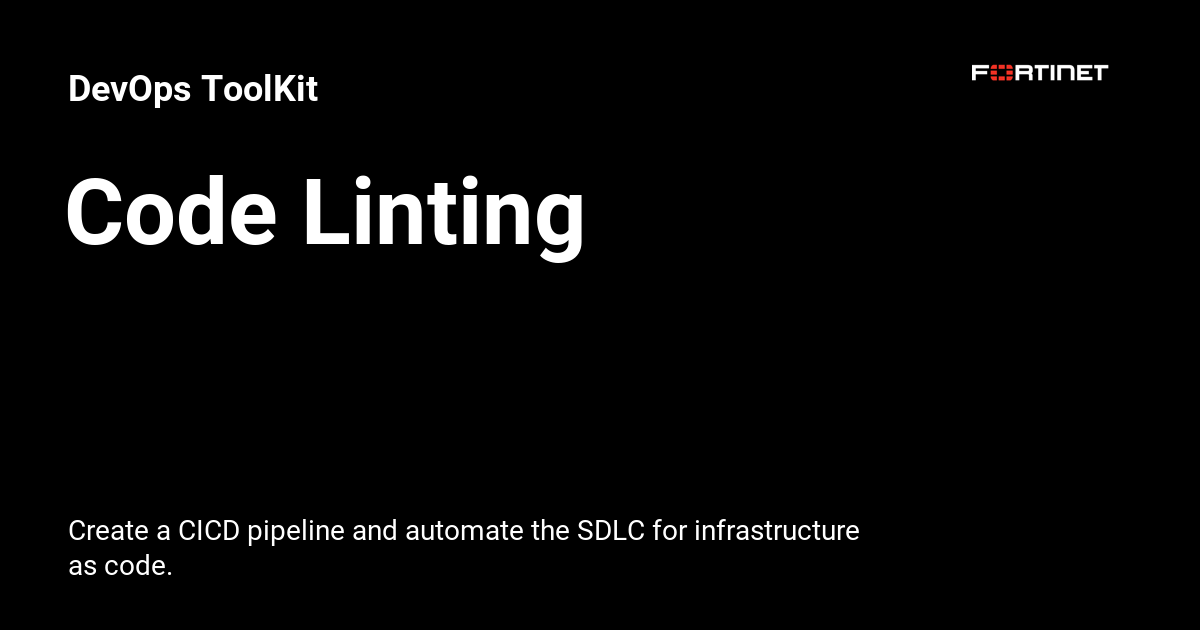 DevOps ToolKit
FORTINET
Code Linting
Create a CICD pipeline and automate the SDLC for infrastructure
as code.